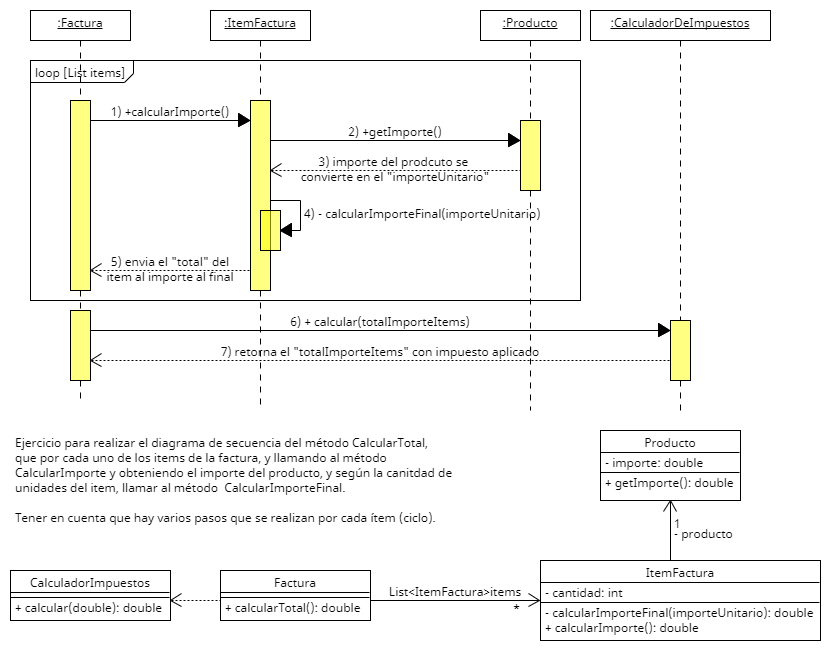 :Factura
:ItemFactura
:Producto
:CalculadorDeImpuestos
loop [List items]
1) +calcularImporte()
2) +getImporte()
3) importe del prodcuto se
convierte en el "importeUnitario"
4) - calcularImporteFinal(importeUnitario)
5) envia el "total" del
item al importe al final
6) + calcular(totalImporteItems)
7) retorna el "totalImporteItems" con impuesto aplicado
Ejercicio para realizar el diagrama de secuencia del método CalcularTotal,
que por cada uno de los items de la factura, y llamando al método
CalcularImporte y obteniendo el importe del producto, y según la canitdad de
unidades del item, llamar al método CalcularImporteFinal.
Tener en cuenta que hay varios pasos que se realizan por cada ítem (ciclo).
Producto
- importe: double
+ getImporte(): double
1
- producto
CalculadorImpuestos
+ calcular(double): double
Factura
+ calcularTotal(): double
List<ItemFactura>items
*
ItemFactura
- cantidad: int
- calcularImporteFinal(importeUnitario): double
+ calcularImporte(): double